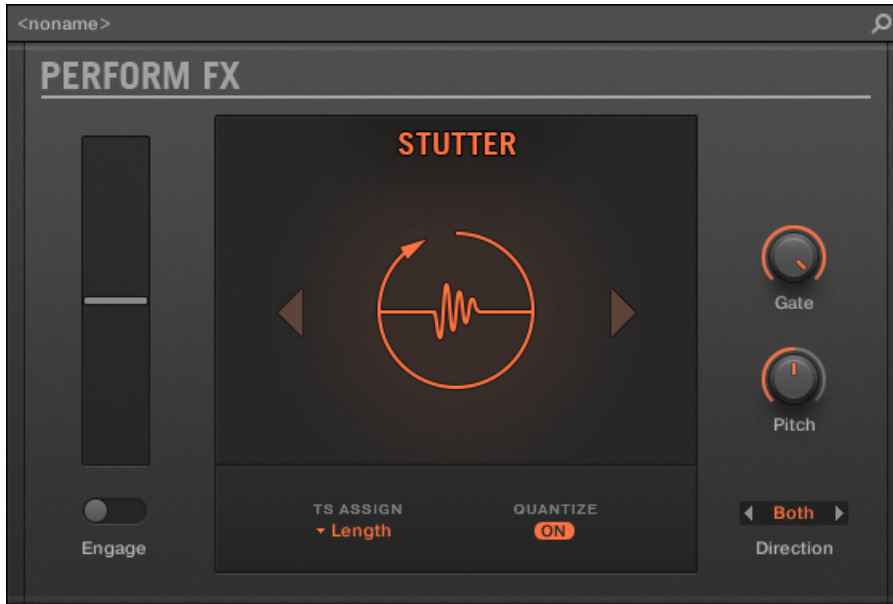 <noname>
PERFORM FX
STUTTER
Gate
Pitch
TS ASSIGN
QUANTIZE
Length
ON
Both
Engage
Direction